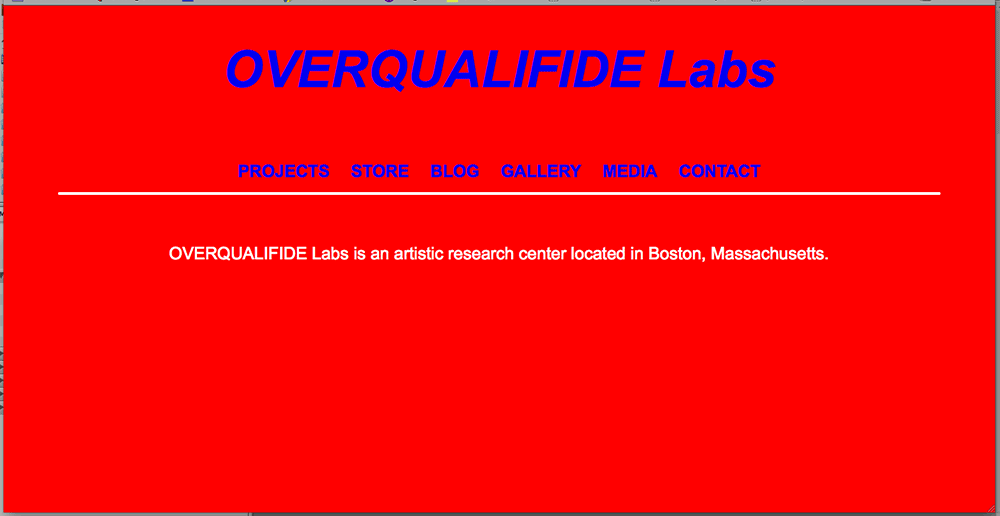 OVERQUALIFIDE Labs
PROJECTS STORE BLOG GALLERY MEDIA CONTACT
OVERQUALIFIDE Labs is an artistic research center located in Boston, Massachusetts.